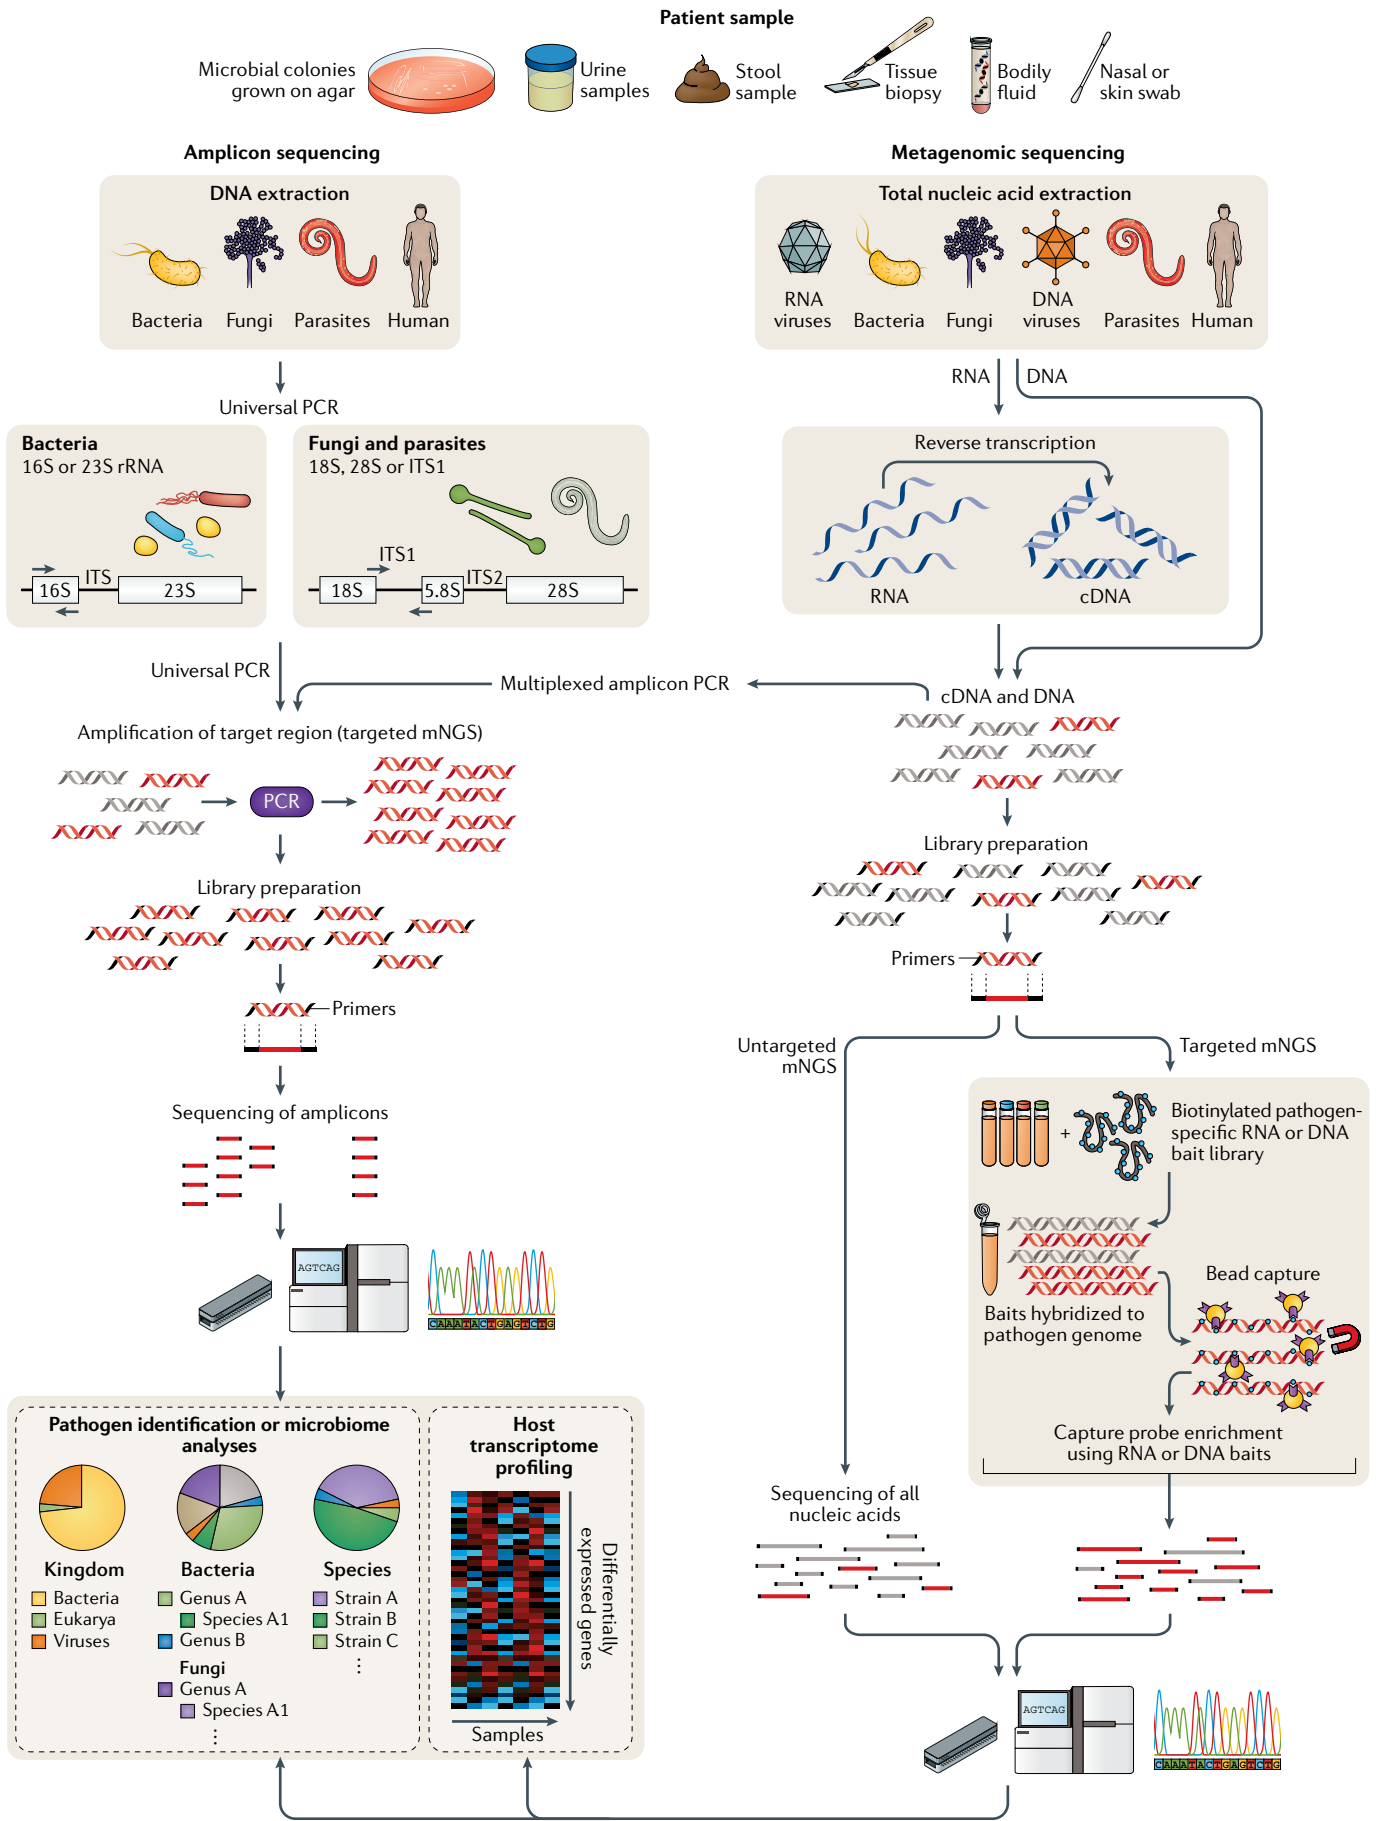 Patient sample
Microbial colonies
grown on agar
Urine
samples
Stool
sample
Tissue
biopsy
Bodily
fluid
Nasal or
skin swab
Amplicon sequencing
DNA extraction
Bacteria
Fungi
Parasites
Human
Universal PCR
Bacteria
16S or 23S rRNA
16S
ITS
23S
Fungi and parasites
18S, 28S or ITS1
18S
ITS1
5.8S
ITS2
28S
Universal PCR
Multiplexed amplicon PCR
Amplification of target region (targeted mNGS)
PCR
Library preparation
Primers
Sequencing of amplicons
AGTCAG
CAAATACTGAGTCTG
Metagenomic sequencing
Total nucleic acid extraction
RNA
viruses
Bacteria
Fungi
DNA
viruses
Parasites
Human
RNA
DNA
Reverse transcription
RNA
cDNA
cDNA and DNA
Library preparation
Primers
Untargeted
mNGS
Targeted mNGS
+
Biotinylated pathogen-
specific RNA or DNA
bait library
Baits hybridized to
pathogen genome
Bead capture
Capture probe enrichment
using RNA or DNA baits
Sequencing of all
nucleic acids
AGTCAG
CAAATACTGAGTCTG
Pathogen identification or microbiome
analyses
Kingdom
Bacteria
Eukarya
Viruses
Bacteria
Genus A
Species A1
Genus B
Fungi
Genus A
Species A1
⋮
Species
Strain A
Strain B
Strain C
⋮
Host
transcriptome
profiling
Differentially
expressed genes
Samples